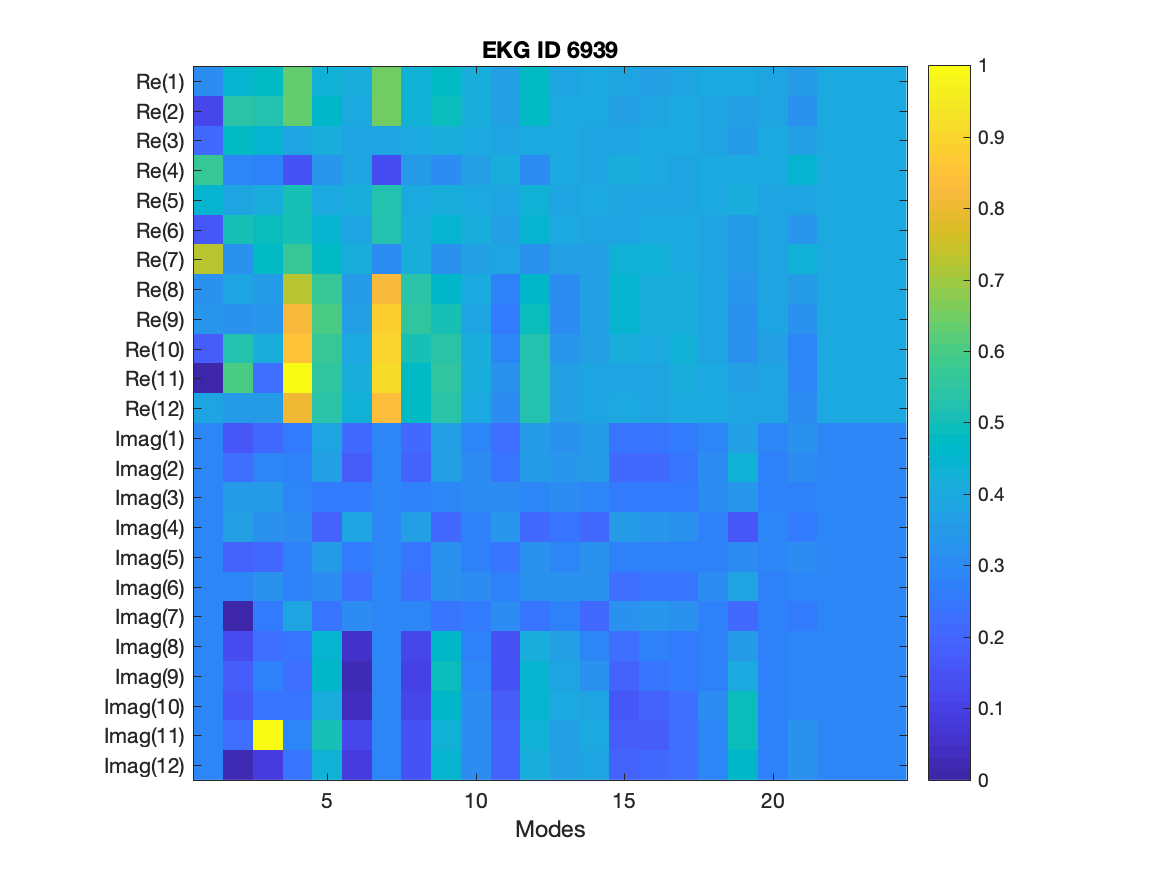 EKG ID 6939
Re(1)
Re(2)
Re(3)
Re(4)
Re(5)
Re(6)
Re(7)
Re(8)
Re(9)
Re(10)
Re(11)
Re(12)
Imag(1)
Imag(2)
Imag(3)
Imag(4)
Imag(5)
Imag(6)
Imag(7)
Imag(8)
Imag(9)
Imag(10)
Imag(11)
Imag(12)
5 10 15 20
Modes
1
0.9
0.8
0.7
0.6
0.5
0.4
0.3
0.2
0.1
0